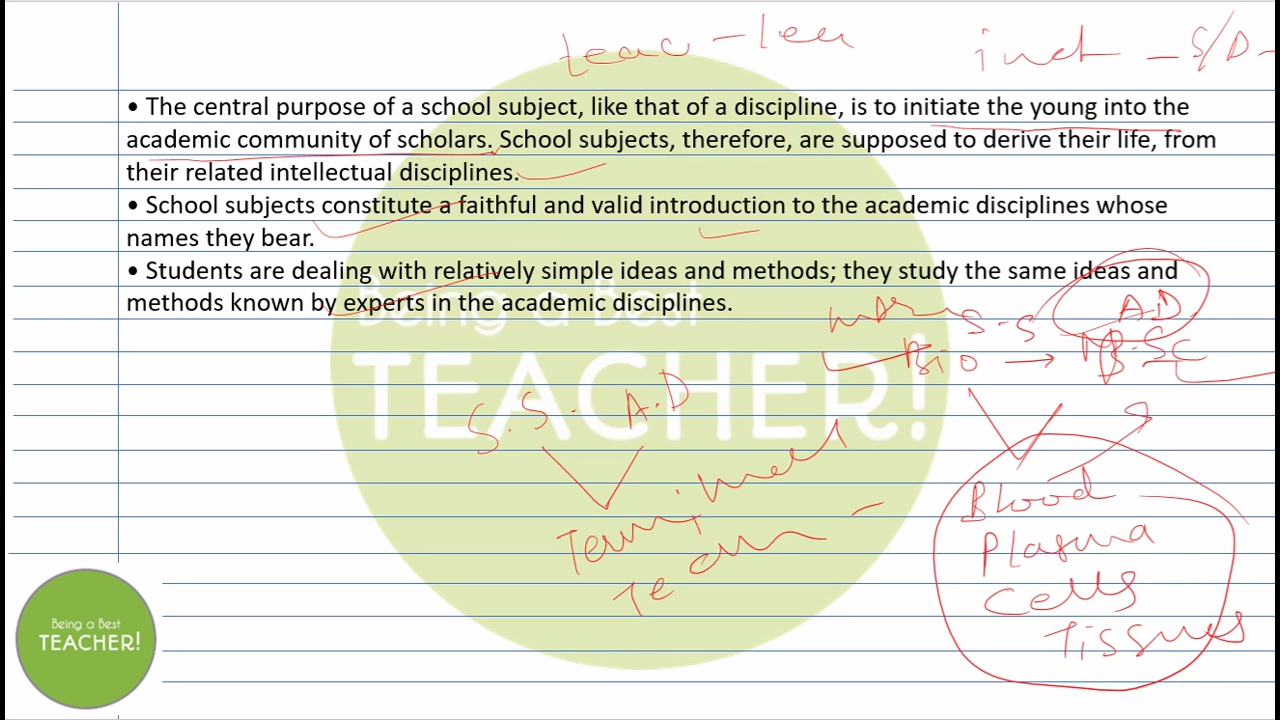 • The central purpose of a school subject, like that of a discipline, is to initiate the young into the
academic community of scholars. School subjects, therefore, are supposed to derive their life, from
their related intellectual disciplines.
• School subjects constitute a faithful and valid introduction to the academic disciplines whose
names they bear.
• Students are dealing with relatively simple ideas and methods; they study the same ideas and
methods known by experts in the academic disciplines.
Being a Best
TEACHER!
S-S A.D
Bio → B.Sc
S.S. A.D
Blood
Plasma
Cells
Tissues
Being a Best
TEACHER!